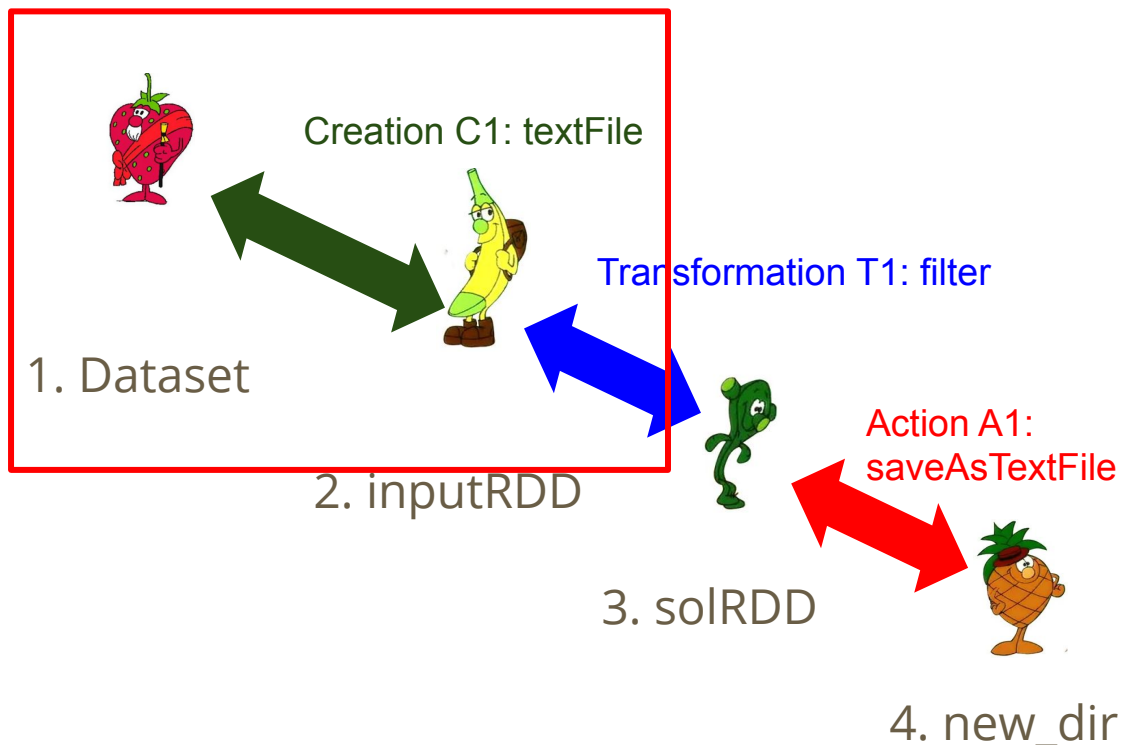 Creation C1: textFile
Transformation T1: filter
1. Dataset
Action A1:
saveAsTextFile
2. inputRDD
3. solRDD
4. new_dir